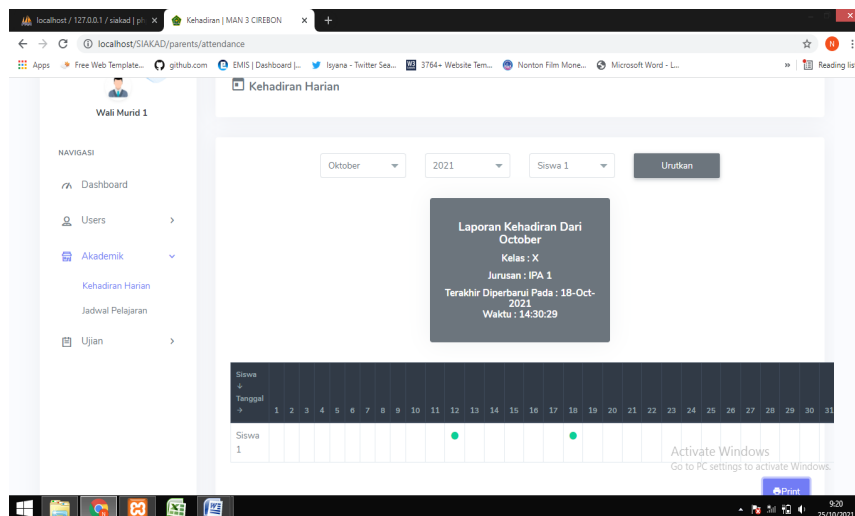 localhost / 127.0.0.1 / siakad | ph
Kehadiran | MAN 3 CIREBON
localhost/SIAKAD/parents/attendance
N
Apps
Free Web Template...
github.com
EMIS | Dashboard |...
Isyana - Twitter Sea...
W3
3764+ Website Tem...
Nonton Film Mone...
Microsoft Word - L...
»
Reading lis
Wali Murid 1
Kehadiran Harian
NAVIGASI
Dashboard
Users
Akademik
Kehadiran Harian
Jadwal Pelajaran
Ujian
Oktober
2021
Siswa 1
Urutkan
Laporan Kehadiran Dari
October
Kelas : X
Jurusan : IPA 1
Terakhir Diperbarui Pada : 18-Oct-
2021
Waktu : 14:30:29
Siswa
↓
Tanggal
→ 1 2 3 4 5 6 7 8 9 10 11 12 13 14 15 16 17 18 19 20 21 22 23 24 25 26 27 28 29 30 31
Siswa
1
Activate Windows
Go to PC settings to activate Windows.
Print
9:20
25/10/2021